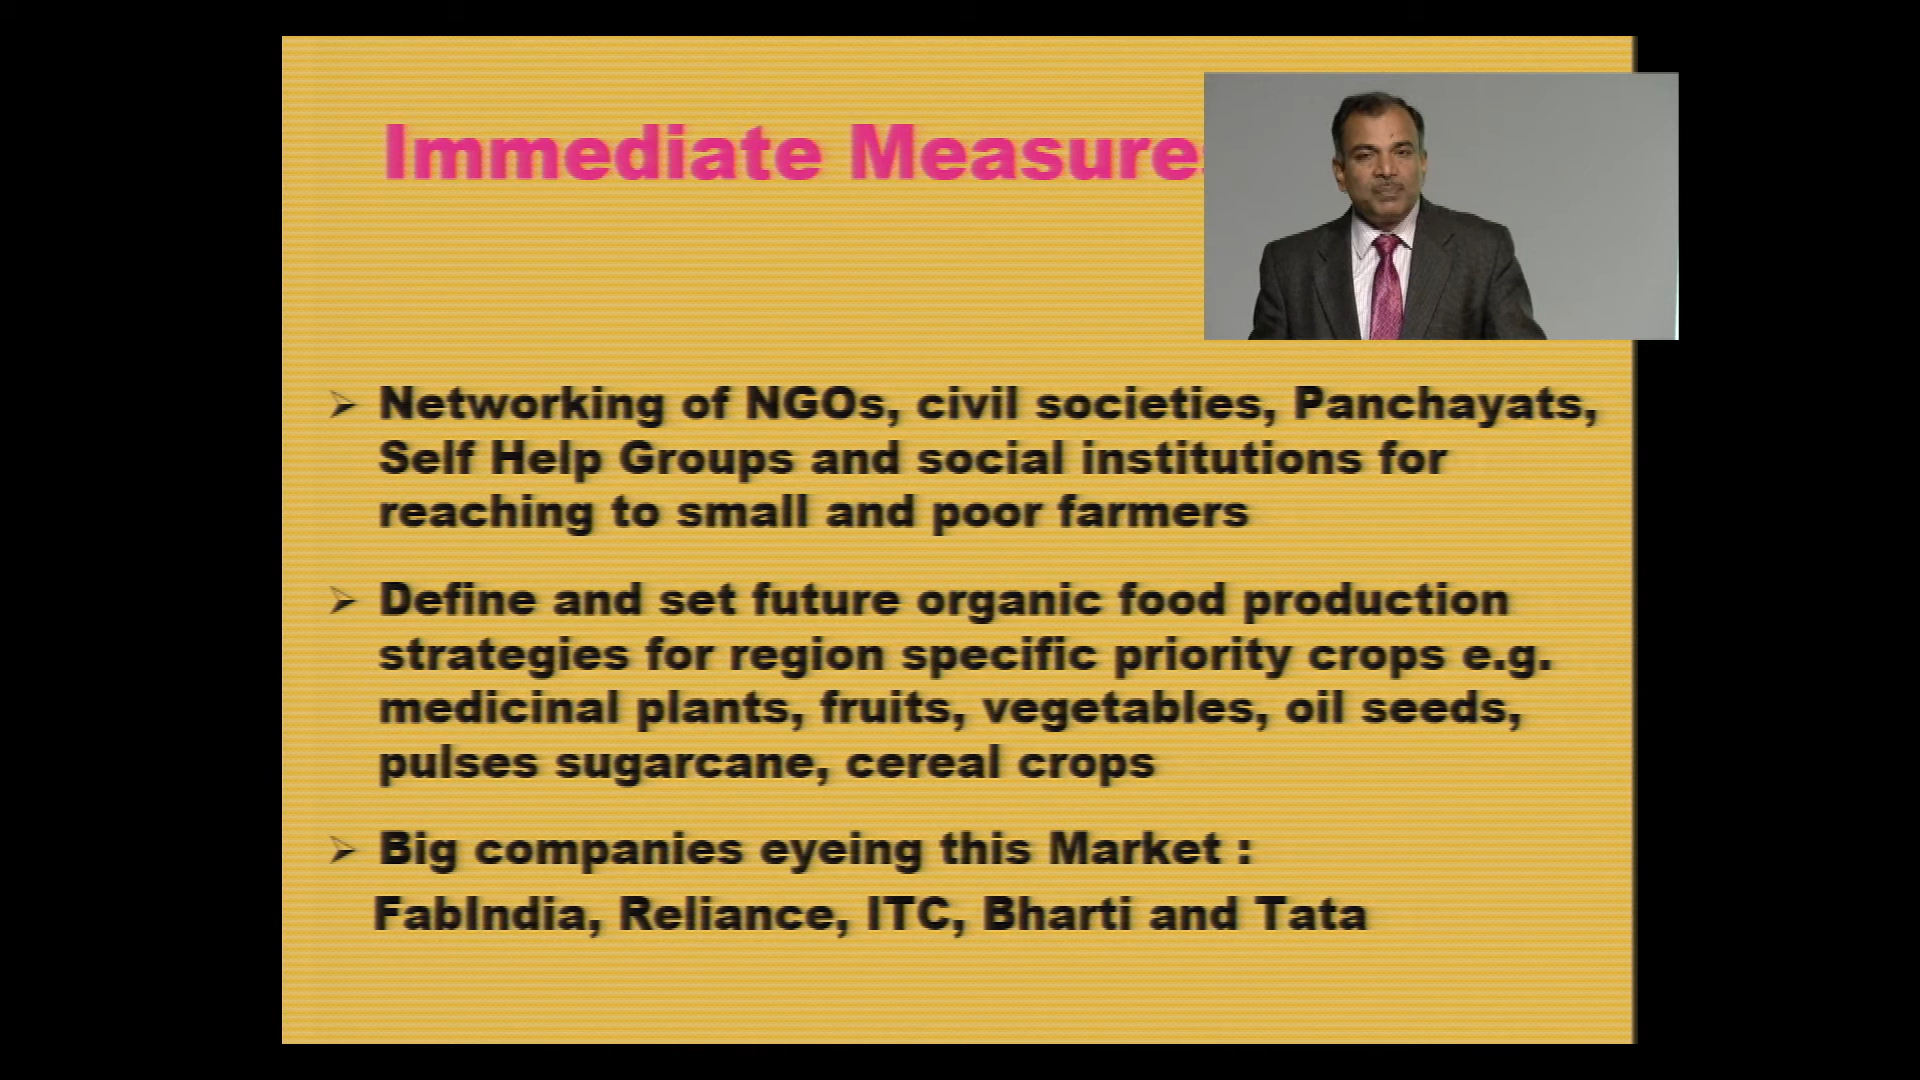 Immediate Measure
Networking of NGOs, civil societies, Panchayats,
Self Help Groups and social institutions for
reaching to small and poor farmers
Define and set future organic food production
strategies for region specific priority crops e.g.
medicinal plants, fruits, vegetables, oil seeds,
pulses sugarcane, cereal crops
Big companies eyeing this Market :
FabIndia, Reliance, ITC, Bharti and Tata